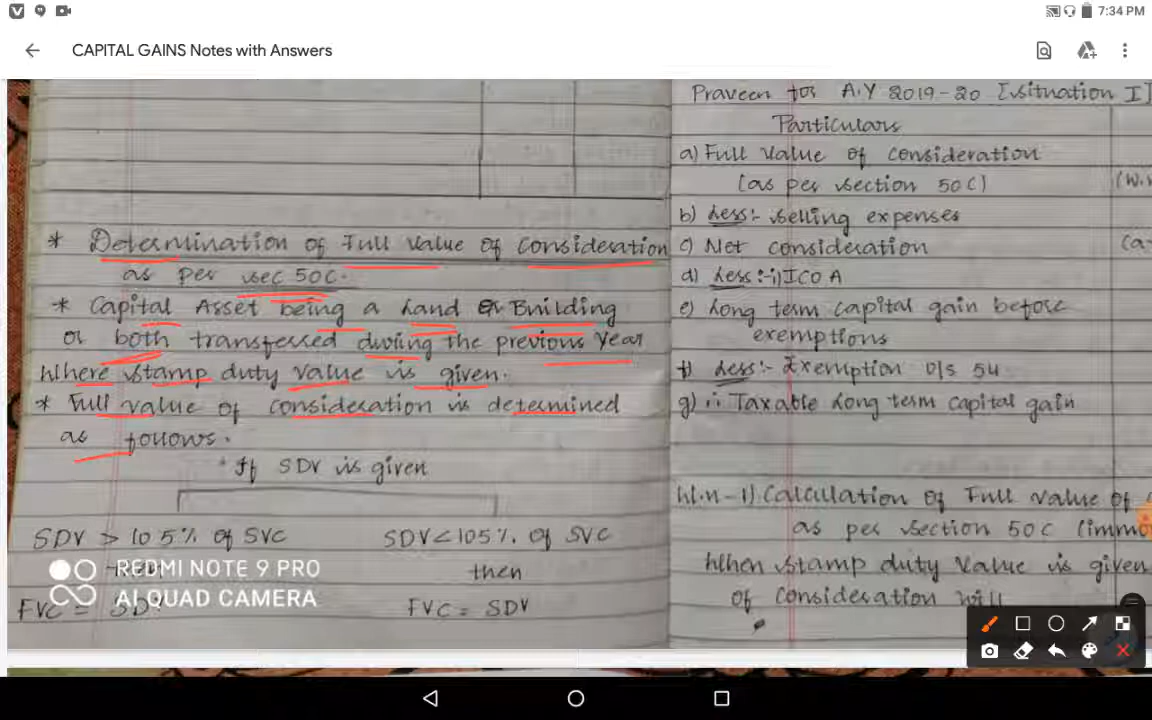 7:34 PM
CAPITAL GAINS Notes with Answers
* Determination of Full Value of Consideration
as per sec 50C.
* Capital Asset being a Land or Building
or both transferred during the previous year
Where stamp duty value is given.
* Full value of consideration is determined
as follows.
If SDV is given
SDV > 105% of SVC
SDV < 105% of SVC
then
FVC =
FVC = SDV
REDMI NOTE 9 PRO
AI QUAD CAMERA
Praveen for A.Y 2019-20 [Situation I]
Particulars
a) Full Value of Consideration
(as per section 50C)
b) Less:- Selling expenses
c) Net consideration
d) Less:- i) ICOA
e) Long term capital gain before
exemptions
f) Less:- Exemption U/s 54
g) ∴ Taxable Long term capital gain
W.n-1) Calculation of Full Value of
as per section 50C
When stamp duty value is given
of consideration will